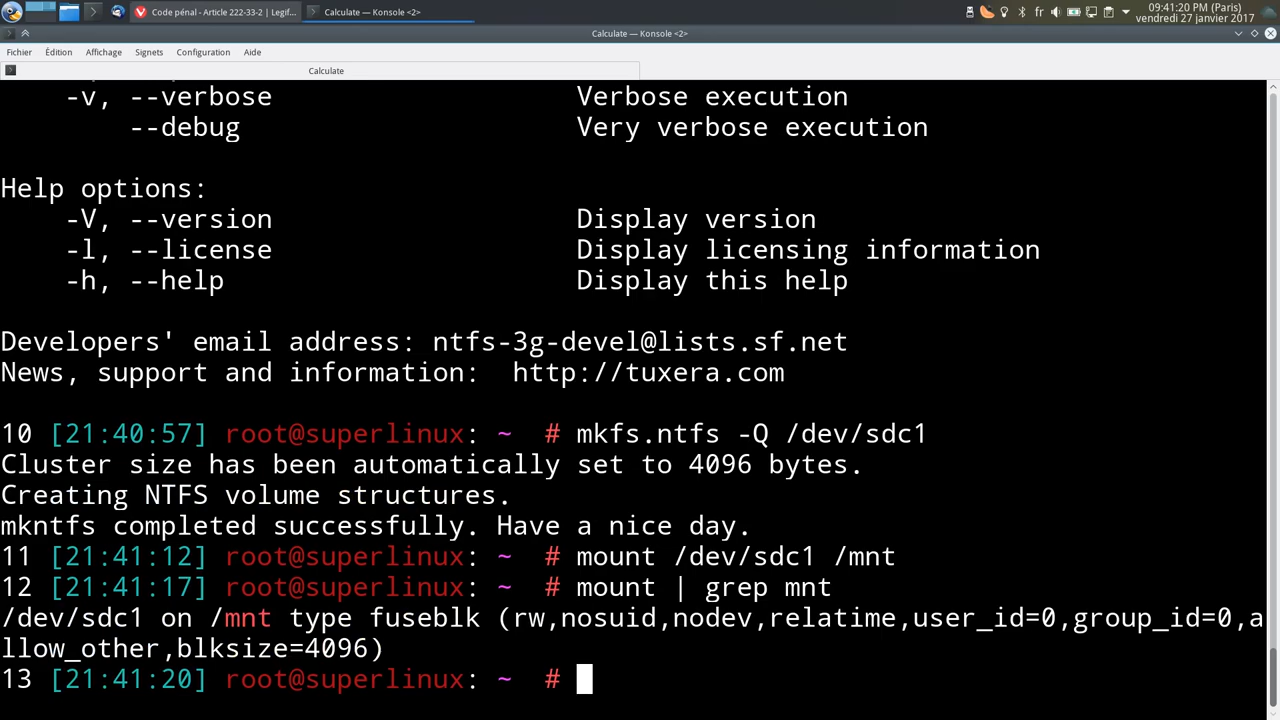 Code pénal - Article 222-33-2 | Legif...
Calculate — Konsole <2>
fr
09:41:20 PM (Paris)
vendredi 27 janvier 2017
Calculate — Konsole <2>
Fichier Édition Affichage Signets Configuration Aide
Calculate
-v, --verbose Verbose execution
--debug Very verbose execution
Help options:
-V, --version Display version
-l, --license Display licensing information
-h, --help Display this help
Developers' email address: ntfs-3g-devel@lists.sf.net
News, support and information: http://tuxera.com
10 [21:40:57] root@superlinux: ~ # mkfs.ntfs -Q /dev/sdc1
Cluster size has been automatically set to 4096 bytes.
Creating NTFS volume structures.
mkntfs completed successfully. Have a nice day.
11 [21:41:12] root@superlinux: ~ # mount /dev/sdc1 /mnt
12 [21:41:17] root@superlinux: ~ # mount | grep mnt
/dev/sdc1 on /mnt type fuseblk (rw,nosuid,nodev,relatime,user_id=0,group_id=0,a
llow_other,blksize=4096)
13 [21:41:20] root@superlinux: ~ #